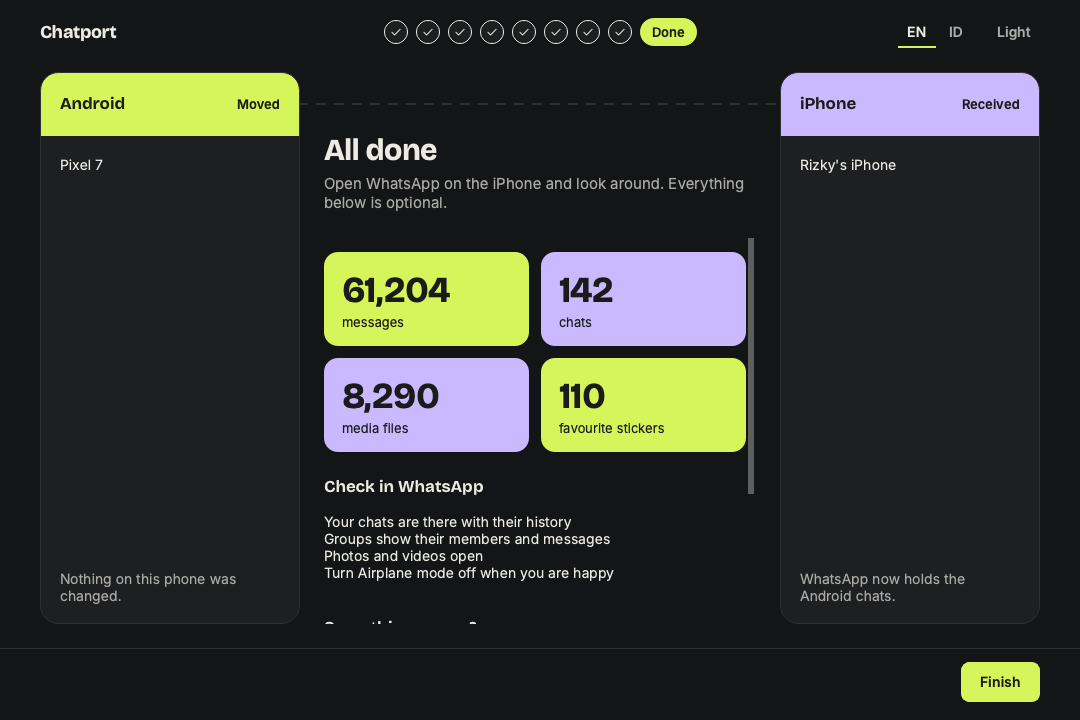 Chatport
Done
EN
ID
Light
Android
Moved
Pixel 7
Nothing on this phone was
changed.
All done
Open WhatsApp on the iPhone and look around. Everything
below is optional.
61,204
messages
142
chats
8,290
media files
110
favourite stickers
Check in WhatsApp
Your chats are there with their history
Groups show their members and messages
Photos and videos open
Turn Airplane mode off when you are happy
iPhone
Received
Rizky's iPhone
WhatsApp now holds the
Android chats.
Finish